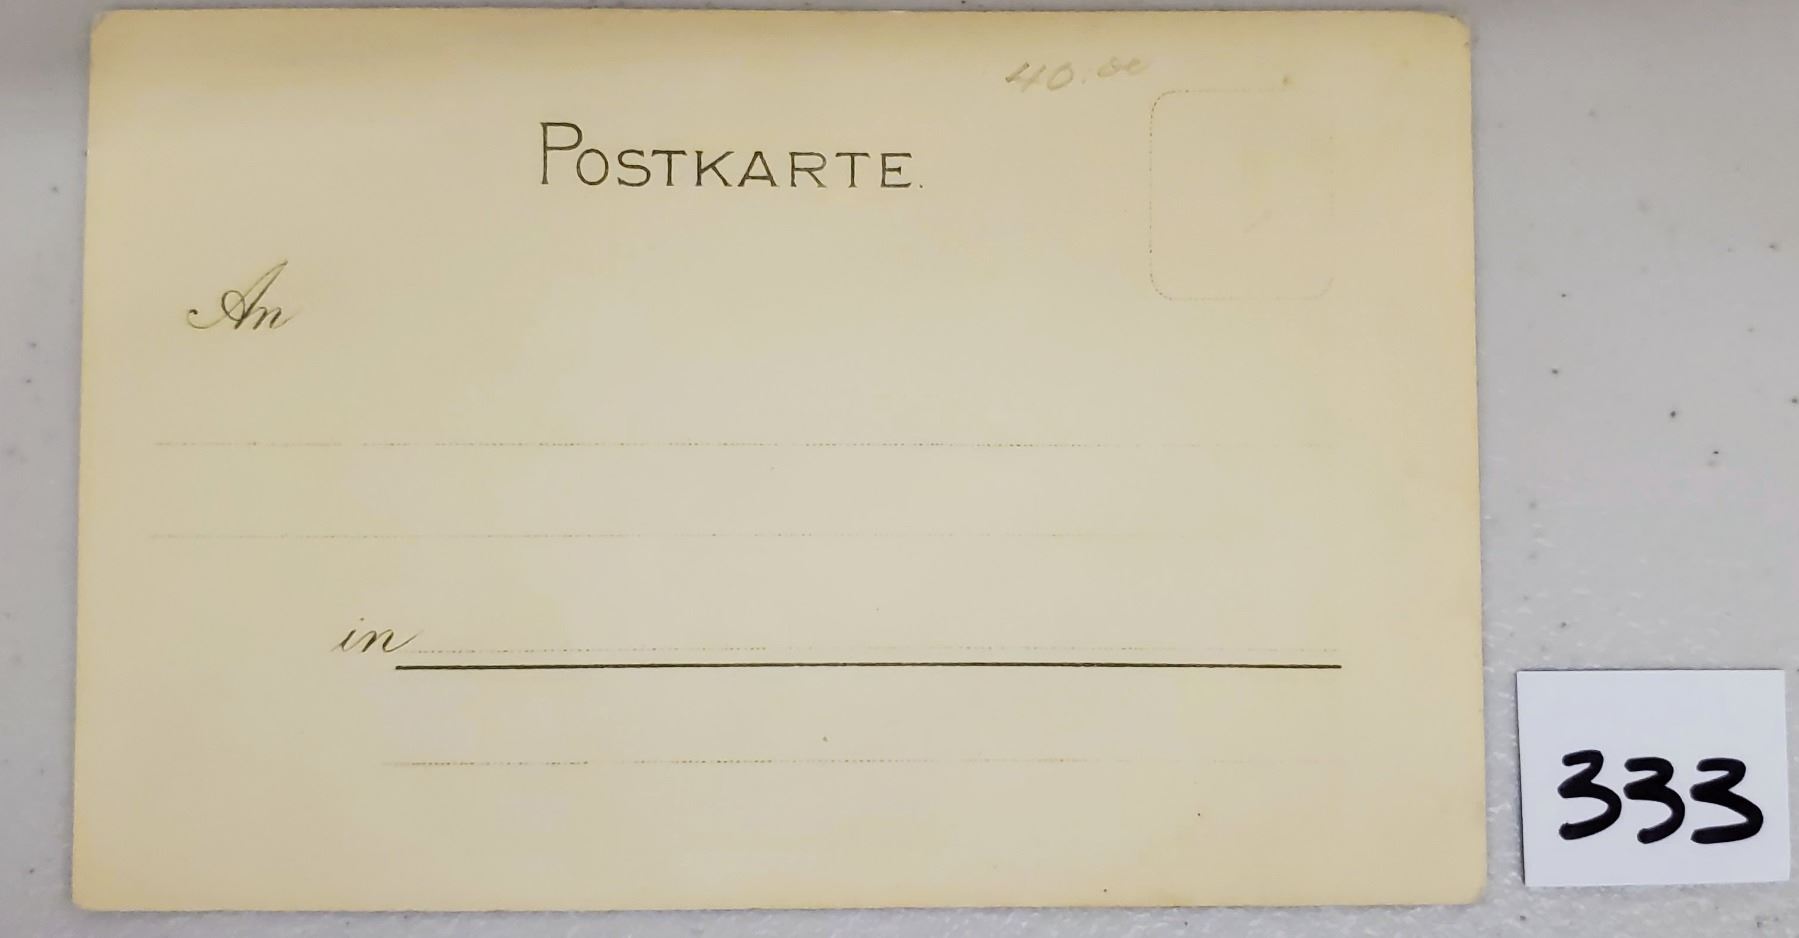 40.00
POSTKARTE.
An
in
333